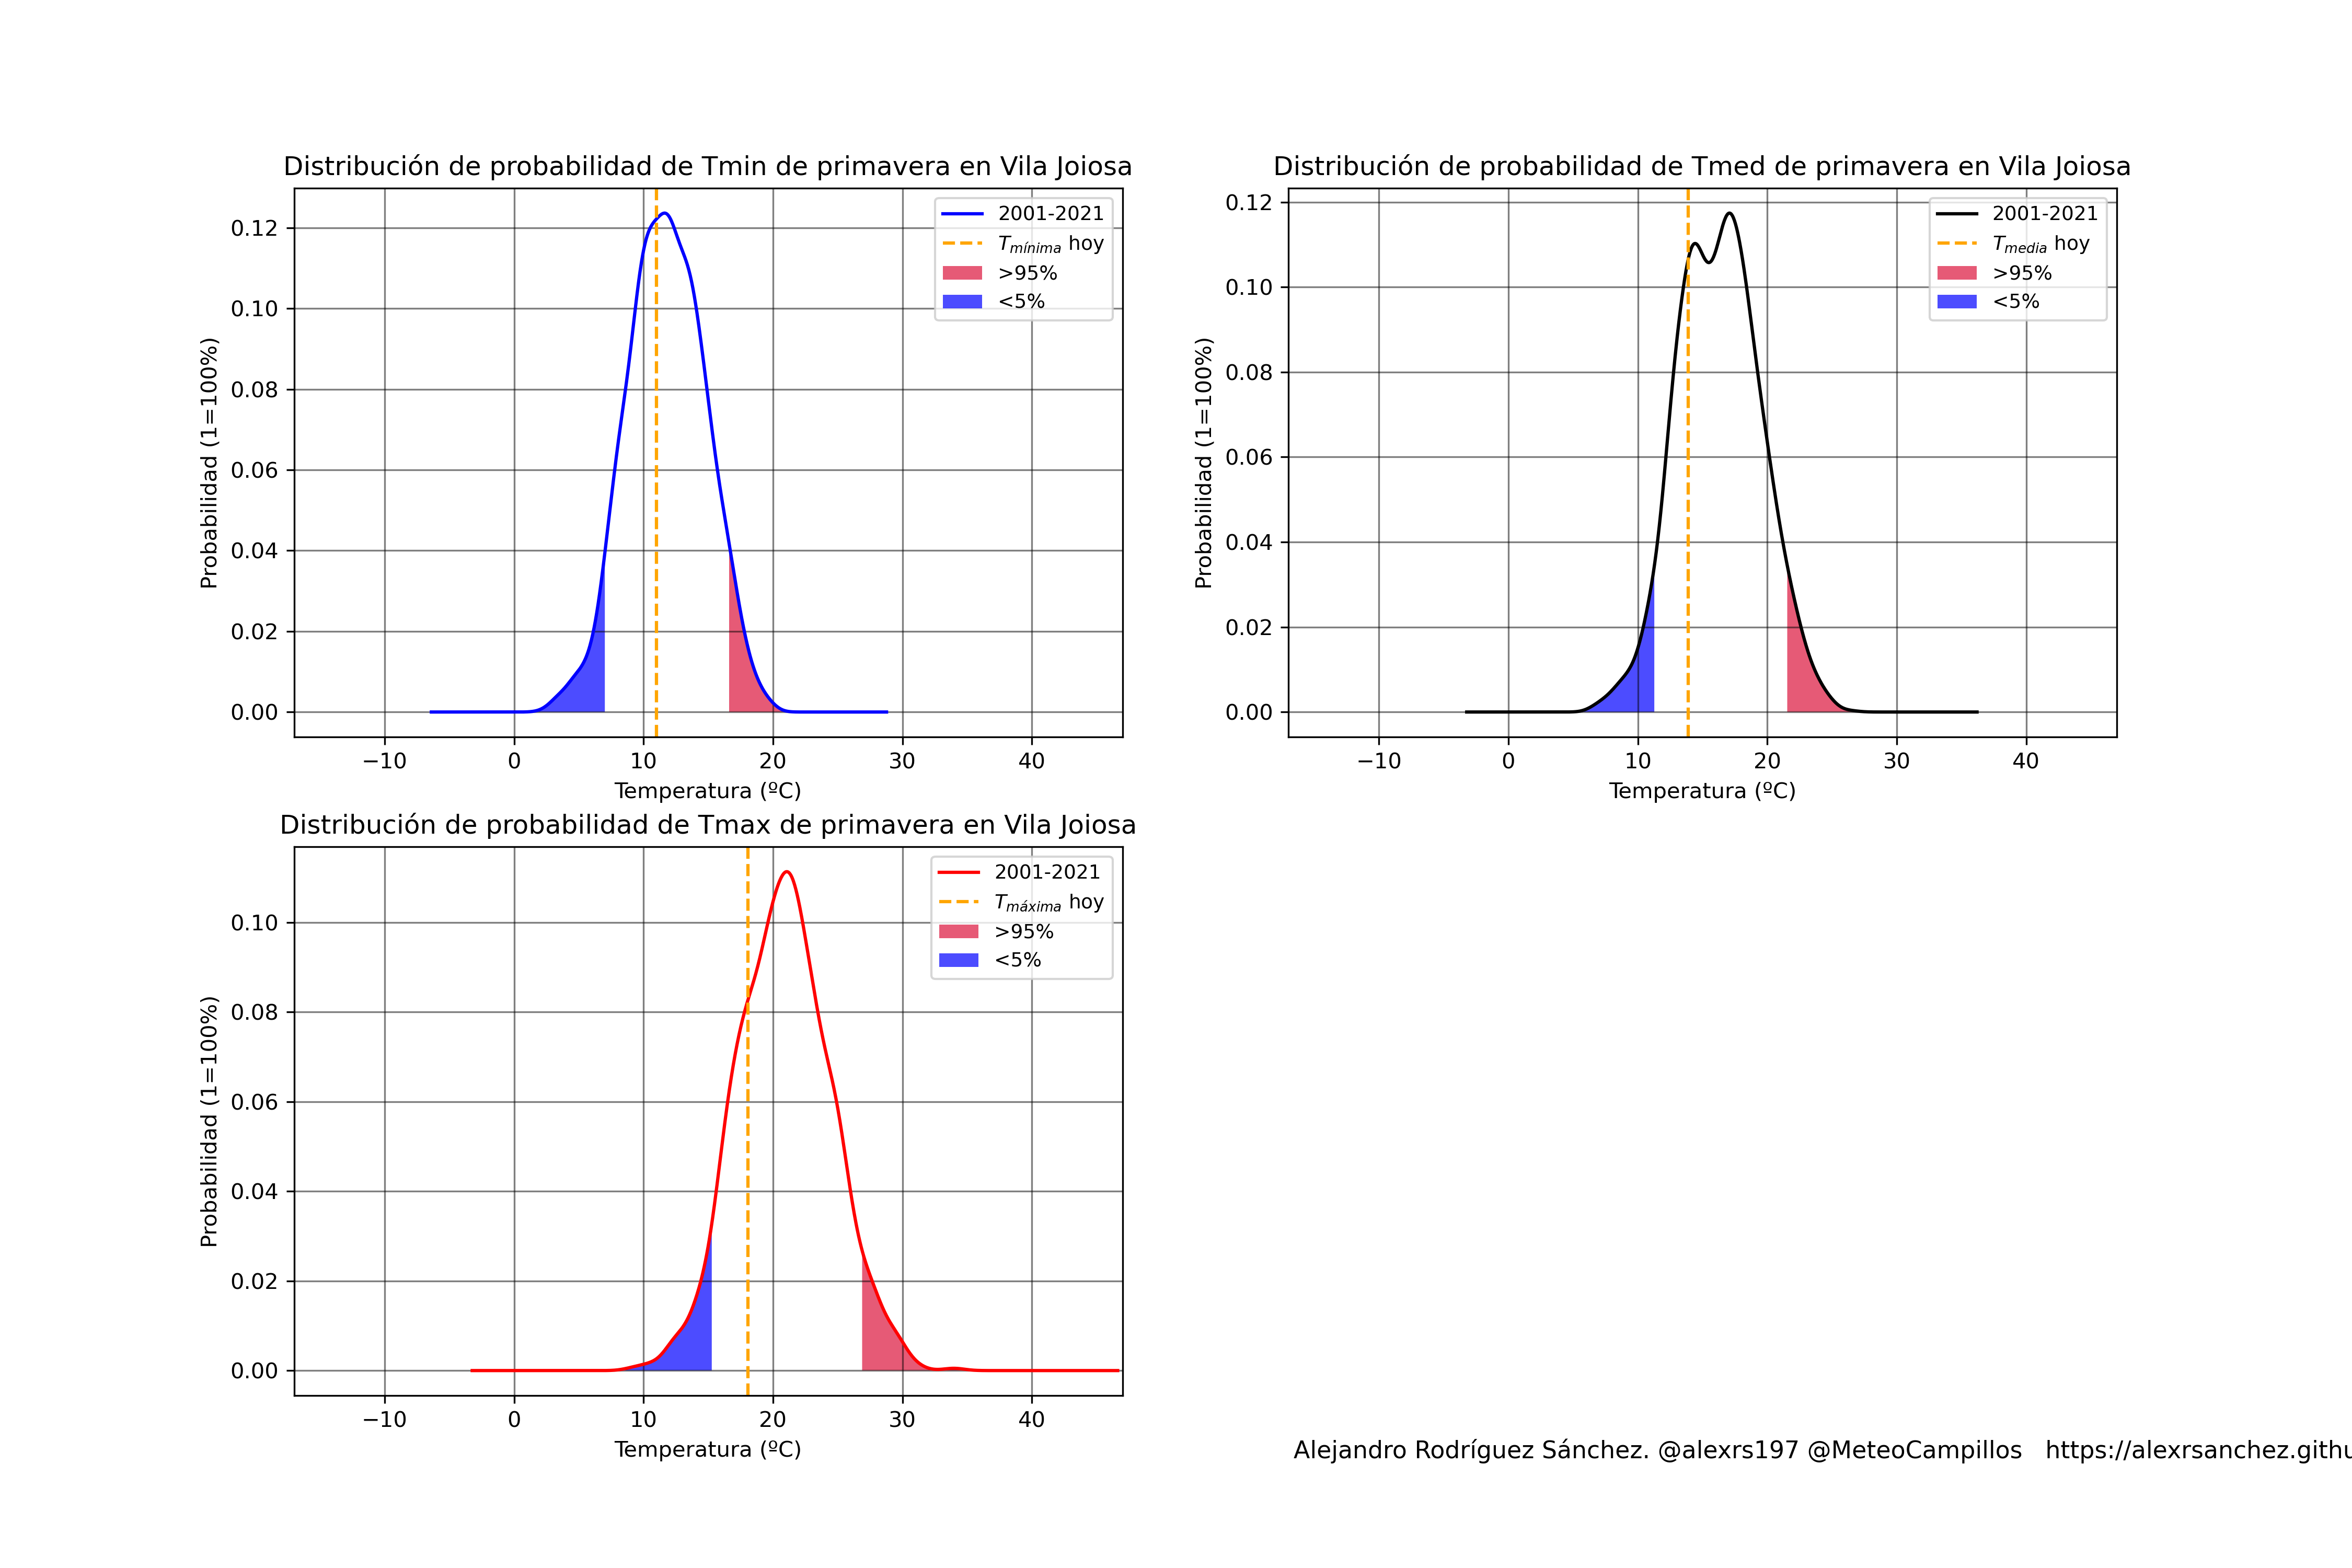 Distribución de probabilidad de Tmin de primavera en Vila Joiosa
2001-2021
Tmínima hoy
>95%
<5%
0.12
0.10
0.08
0.06
0.04
0.02
0.00
Probabilidad (1=100%)
−10 0 10 20 30 40
Temperatura (ºC)
Distribución de probabilidad de Tmed de primavera en Vila Joiosa
2001-2021
Tmedia hoy
>95%
<5%
0.12
0.10
0.08
0.06
0.04
0.02
0.00
Probabilidad (1=100%)
−10 0 10 20 30 40
Temperatura (ºC)
Distribución de probabilidad de Tmax de primavera en Vila Joiosa
2001-2021
Tmáxima hoy
>95%
<5%
0.10
0.08
0.06
0.04
0.02
0.00
Probabilidad (1=100%)
−10 0 10 20 30 40
Temperatura (ºC)
Alejandro Rodríguez Sánchez. @alexrs197 @MeteoCampillos https://alexrsanchez.githu